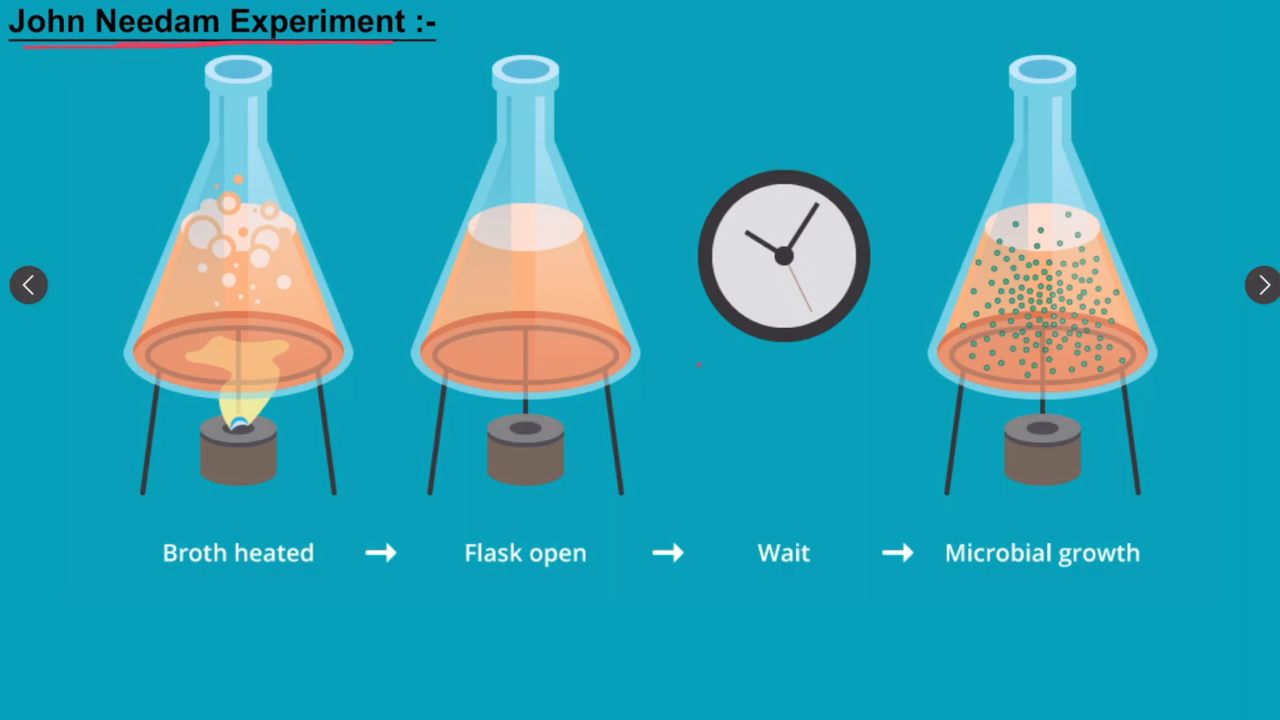 John Needam Experiment :-
Broth heated → Flask open → Wait → Microbial growth